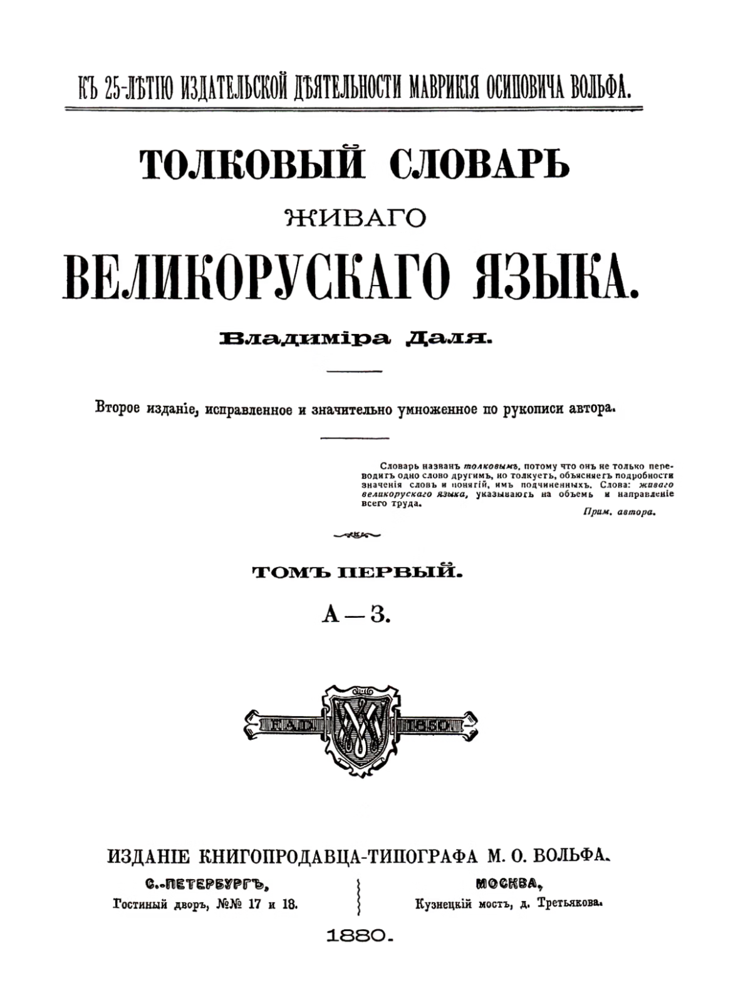 КЪ 25-ЛѢТІЮ ИЗДАТЕЛЬСКОЙ ДѢЯТЕЛЬНОСТИ МАВРИКІЯ ОСИПОВИЧА ВОЛЬФА.
ТОЛКОВЫЙ СЛОВАРЬ
ЖИВАГО
ВЕЛИКОРУСКАГО ЯЗЫКА.
Владиміра Даля.
Второе изданіе, исправленное и значительно умноженное по рукописи автора.
Словарь названъ толковымъ, потому что онъ не только пере-
водитъ одно слово другимъ, но толкуетъ, объясняетъ подробности
значенія словъ и понятій, имъ подчиненныхъ. Слова: живаго
великорускаго языка, указываютъ на объемъ и направленіе
всего труда.
Прим. автора.
ТОМЪ ПЕРВЫЙ.
А — З.
F.A.D. 1850
ИЗДАНІЕ КНИГОПРОДАВЦА-ТИПОГРАФА М. О. ВОЛЬФА.
С.-ПЕТЕРБУРГЪ,
Гостиный дворъ, №№ 17 и 18.
МОСКВА,
Кузнецкій мостъ, д. Третьякова.
1880.